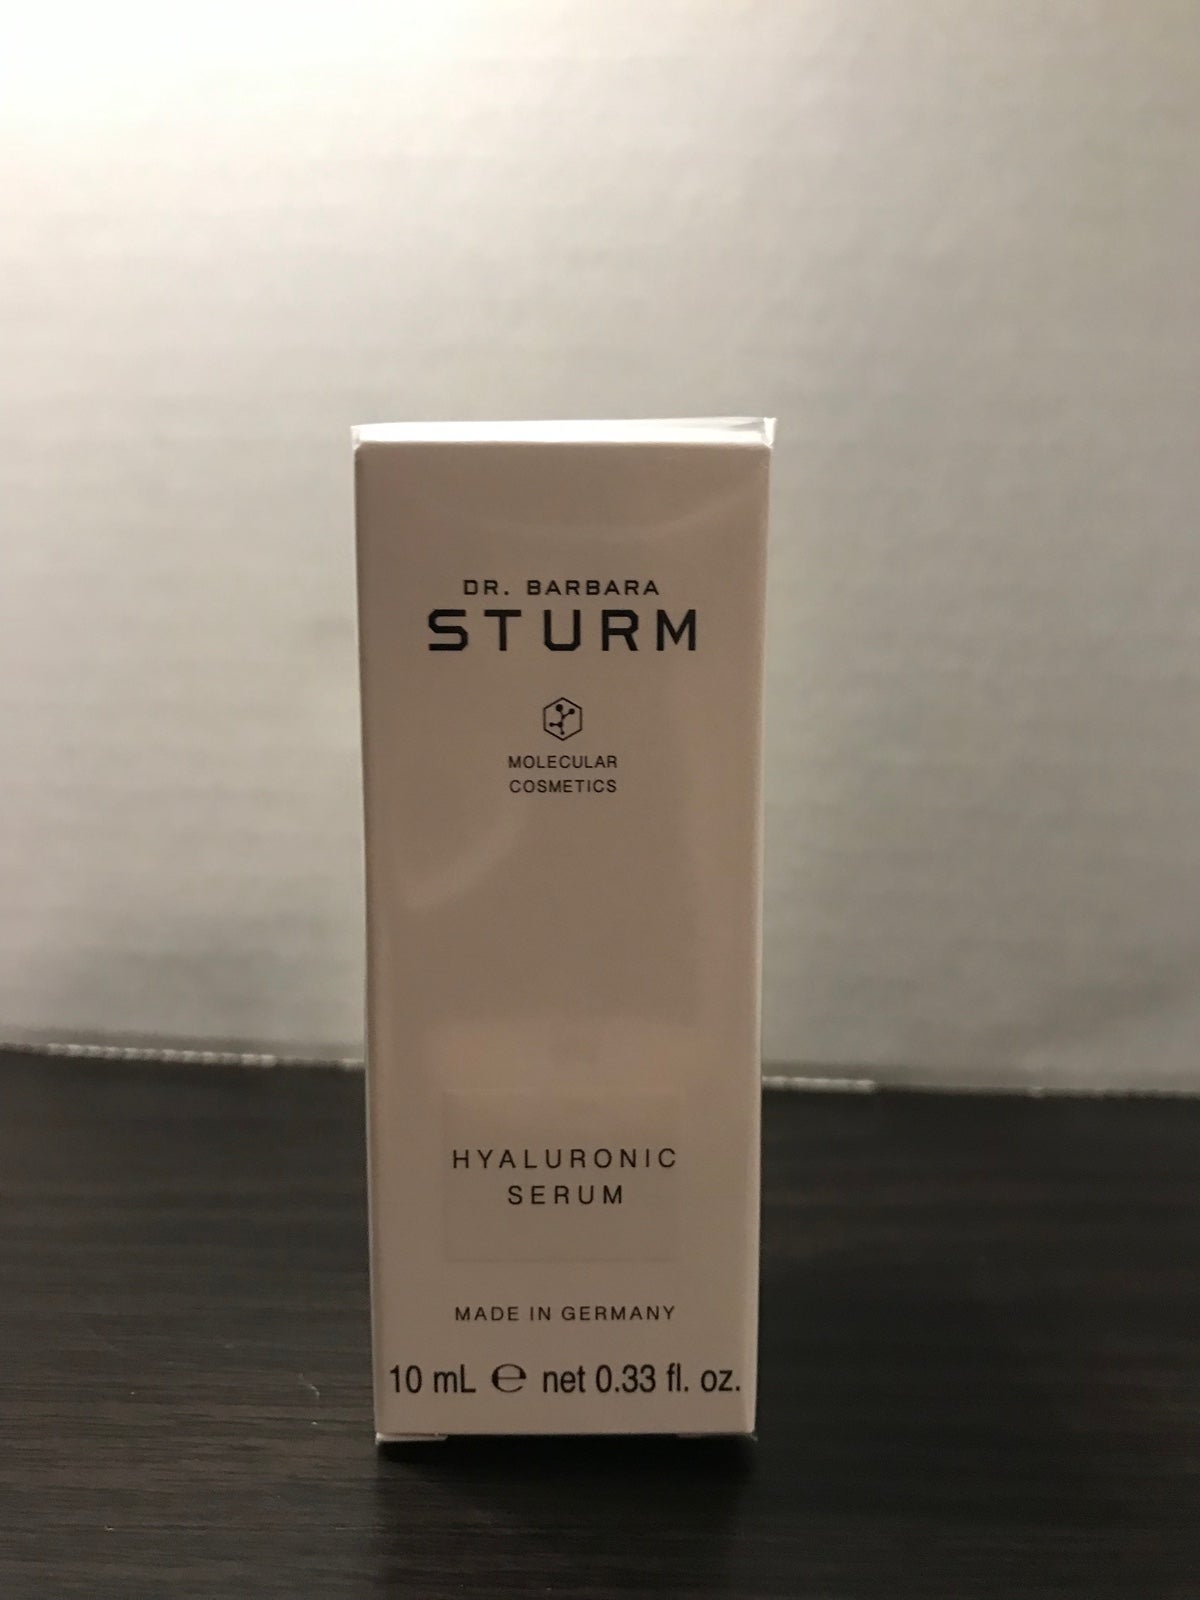 DR. BARBARA
STURM
MOLECULAR
COSMETICS
HYALURONIC
SERUM
MADE IN GERMANY
10 mL ℮ net 0.33 fl. oz.